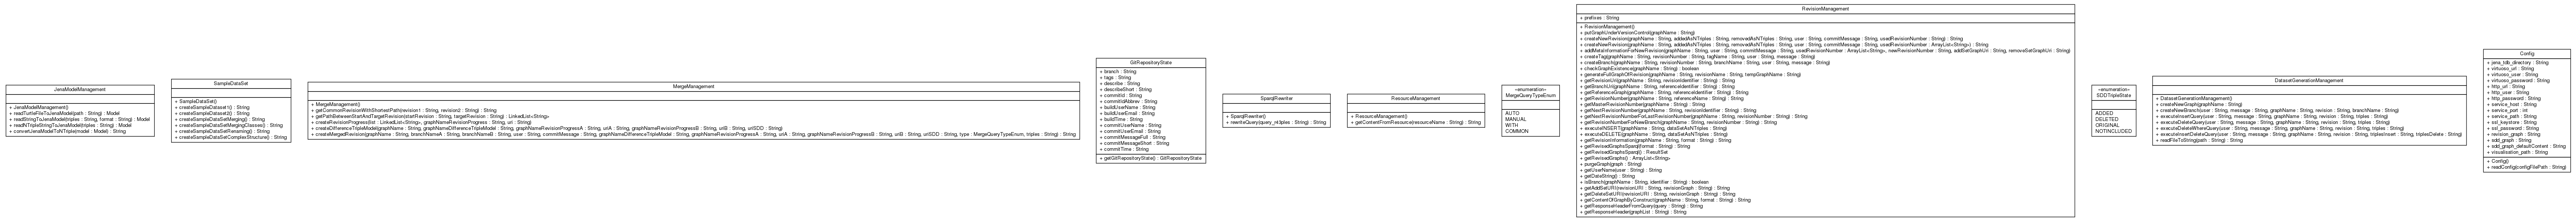 JenaModelManagement
+ JenaModelManagement()
+ readTurtleFileToJenaModel(path : String) : Model
+ readStringToJenaModel(triples : String, format : String) : Model
+ readNTripleStringToJenaModel(triples : String) : Model
+ convertJenaModelToNTriple(model : Model) : String
SampleDataSet
+ SampleDataSet()
+ createSampleDataset1() : String
+ createSampleDataset2() : String
+ createSampleDataSetMerging() : String
+ createSampleDataSetMergingClasses() : String
+ createSampleDataSetRenaming() : String
+ createSampleDataSetComplexStructure() : String
MergeManagement
+ MergeManagement()
+ getCommonRevisionWithShortestPath(revision1 : String, revision2 : String) : String
+ getPathBetweenStartAndTargetRevision(startRevision : String, targetRevision : String) : LinkedList<String>
+ createRevisionProgress(list : LinkedList<String>, graphNameRevisionProgress : String, uri : String)
+ createDifferenceTripleModel(graphName : String, graphNameDifferenceTripleModel : String, graphNameRevisionProgressA : String, uriA : String, graphNameRevisionProgressB : String, uriB : String, uriSDD : String)
+ createMergedRevision(graphName : String, branchNameA : String, branchNameB : String, user : String, commitMessage : String, graphNameDifferenceTripleModel : String, graphNameRevisionProgressA : String, uriA : String, graphNameRevisionProgressB : String, uriB : String, uriSDD : String, type : MergeQueryTypeEnum, triples : String) : String
GitRepositoryState
+ branch : String
+ tags : String
+ describe : String
+ describeShort : String
+ commitId : String
+ commitIdAbbrev : String
+ buildUserName : String
+ buildUserEmail : String
+ buildTime : String
+ commitUserName : String
+ commitUserEmail : String
+ commitMessageFull : String
+ commitMessageShort : String
+ commitTime : String
+ getGitRepositoryState() : GitRepositoryState
SparqlRewriter
+ SparqlRewriter()
+ rewriteQuery(query_r43ples : String) : String
ResourceManagement
+ ResourceManagement()
+ getContentFromResource(resourceName : String) : String
«enumeration»
MergeQueryTypeEnum
AUTO
MANUAL
WITH
COMMON
RevisionManagement
+ prefixes : String
+ RevisionManagement()
+ putGraphUnderVersionControl(graphName : String)
+ createNewRevision(graphName : String, addedAsNTriples : String, removedAsNTriples : String, user : String, commitMessage : String, usedRevisionNumber : String) : String
+ createNewRevision(graphName : String, addedAsNTriples : String, removedAsNTriples : String, user : String, commitMessage : String, usedRevisionNumber : ArrayList<String>) : String
+ addMetaInformationForNewRevision(graphName : String, user : String, commitMessage : String, usedRevisionNumber : ArrayList<String>, newRevisionNumber : String, addSetGraphUri : String, removeSetGraphUri : String)
+ createTag(graphName : String, revisionNumber : String, tagName : String, user : String, message : String)
+ createBranch(graphName : String, revisionNumber : String, branchName : String, user : String, message : String)
+ checkGraphExistence(graphName : String) : boolean
+ generateFullGraphOfRevision(graphName : String, revisionName : String, tempGraphName : String)
+ getRevisionUri(graphName : String, revisionIdentifier : String) : String
+ getBranchUri(graphName : String, referenceIdentifier : String) : String
+ getReferenceGraph(graphName : String, referenceIdentifier : String) : String
+ getRevisionNumber(graphName : String, referenceName : String) : String
+ getMasterRevisionNumber(graphName : String) : String
+ getNextRevisionNumber(graphName : String, revisionIdentifier : String) : String
+ getNextRevisionNumberForLastRevisionNumber(graphName : String, revisionNumber : String) : String
+ getRevisionNumberForNewBranch(graphName : String, revisionNumber : String) : String
+ executeINSERT(graphName : String, dataSetAsNTriples : String)
+ executeDELETE(graphName : String, dataSetAsNTriples : String)
+ getRevisionInformation(graphName : String, format : String) : String
+ getRevisedGraphsSparql(format : String) : String
+ getRevisedGraphsSparql() : ResultSet
+ getRevisedGraphs() : ArrayList<String>
+ purgeGraph(graph : String)
+ getUserName(user : String) : String
+ getDateString() : String
+ isBranch(graphName : String, identifier : String) : boolean
+ getAddSetURI(revisionURI : String, revisionGraph : String) : String
+ getDeleteSetURI(revisionURI : String, revisionGraph : String) : String
+ getContentOfGraphByConstruct(graphName : String, format : String) : String
+ getResponseHeaderFromQuery(query : String) : String
+ getResponseHeader(graphList : String) : String
«enumeration»
SDDTripleState
ADDED
DELETED
ORIGINAL
NOTINCLUDED
DatasetGenerationManagement
+ DatasetGenerationManagement()
+ createNewGraph(graphName : String)
+ createNewBranch(user : String, message : String, graphName : String, revision : String, branchName : String)
+ executeInsertQuery(user : String, message : String, graphName : String, revision : String, triples : String)
+ executeDeleteQuery(user : String, message : String, graphName : String, revision : String, triples : String)
+ executeDeleteWhereQuery(user : String, message : String, graphName : String, revision : String, triples : String)
+ executeInsertDeleteQuery(user : String, message : String, graphName : String, revision : String, triplesInsert : String, triplesDelete : String)
+ readFileToString(path : String) : String
Config
+ jena_tdb_directory : String
+ virtuoso_url : String
+ virtuoso_user : String
+ virtuoso_password : String
+ http_url : String
+ http_user : String
+ http_password : String
+ service_host : String
+ service_port : int
+ service_path : String
+ ssl_keystore : String
+ ssl_password : String
+ revision_graph : String
+ sdd_graph : String
+ sdd_graph_defaultContent : String
+ visualisation_path : String
+ Config()
+ readConfig(configFilePath : String)